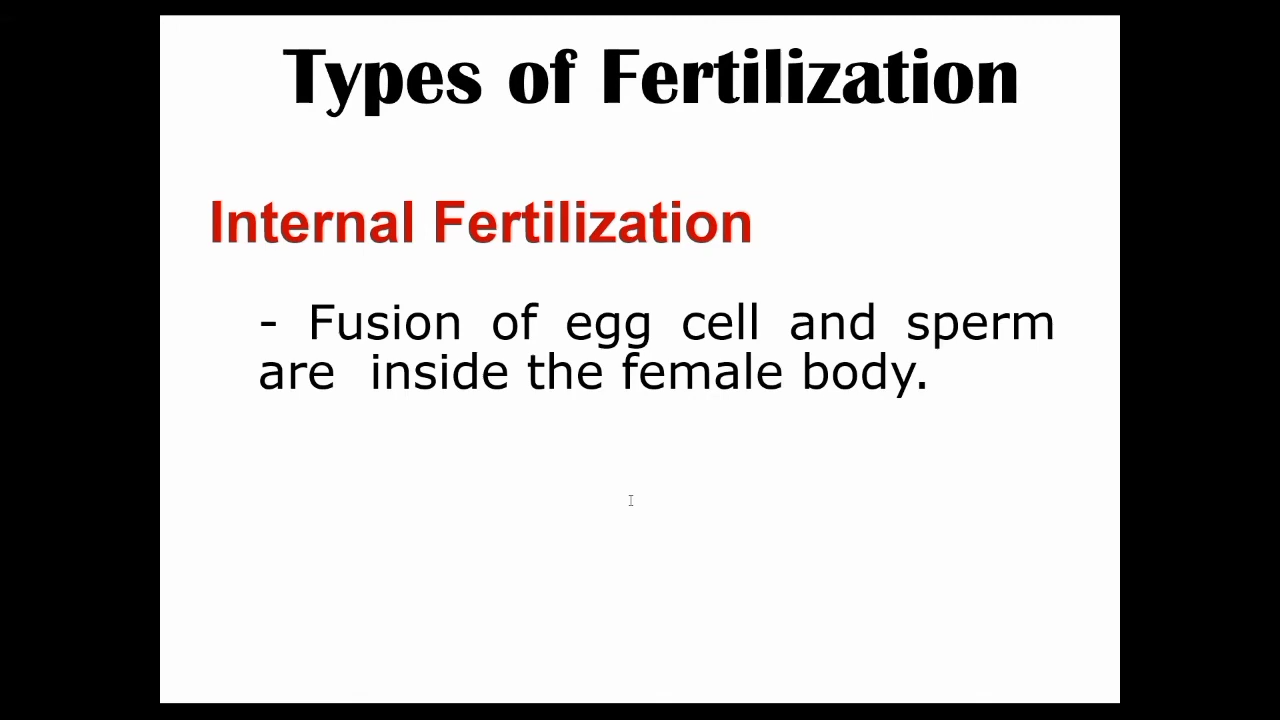 Types of Fertilization
Internal Fertilization
- Fusion of egg cell and sperm
are inside the female body.